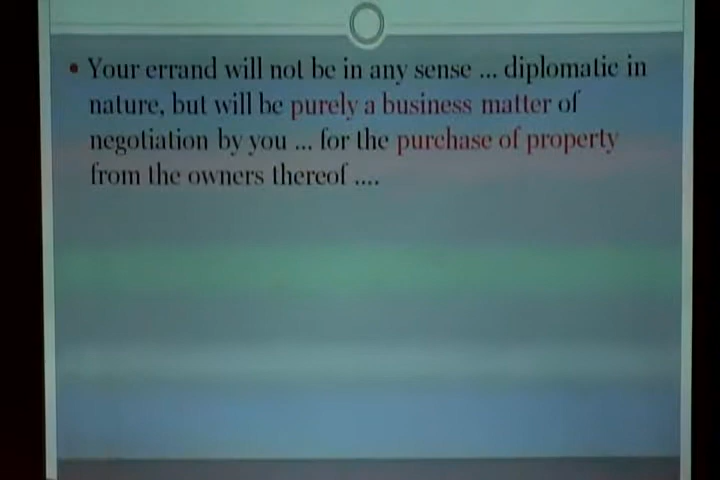 • Your errand will not be in any sense ... diplomatic in
nature, but will be purely a business matter of
negotiation by you ... for the purchase of property
from the owners thereof ....